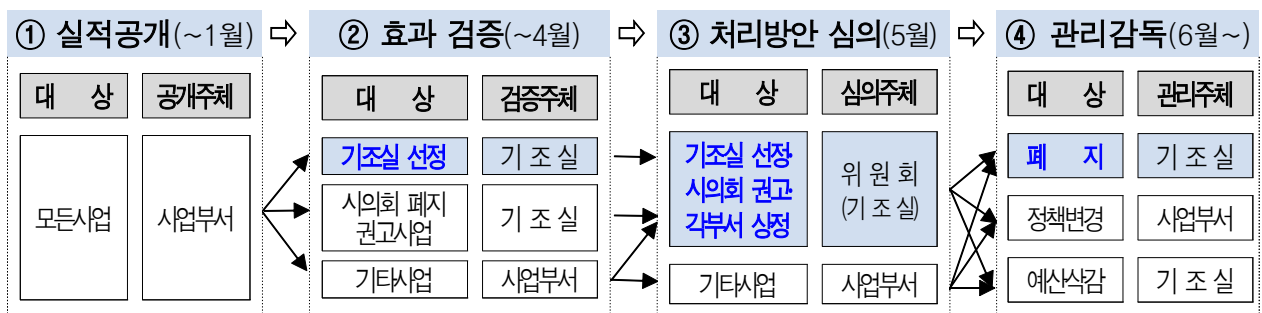 ① 실적공개(~1월) ⇨ ② 효과 검증(~4월) ⇨ ③ 처리방안 심의(5월) ⇨ ④ 관리감독(6월~)
대 상 공개주체
모든사업 사업부서
대 상 검증주체
기조실 선정 기 조 실
시의회 폐지
권고사업 기 조 실
기타사업 사업부서
대 상 심의주체
기조실 선정·
시의회 권고·
각부서 상정
위 원 회
(기 조 실)
기타사업 사업부서
대 상 관리주체
폐 지 기 조 실
정책변경 사업부서
예산삭감 기 조 실